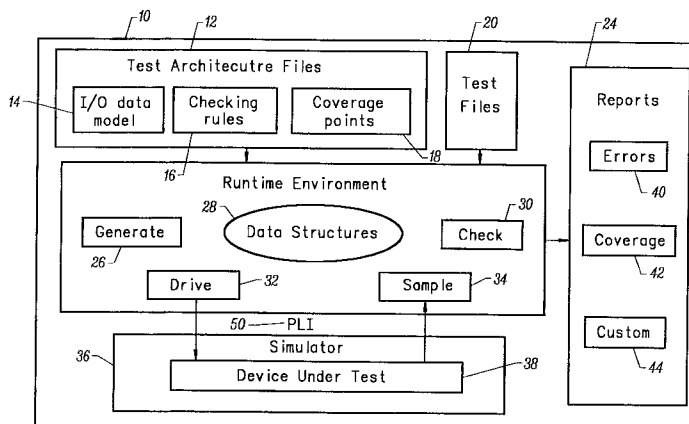 10
12
20
24
Test Architecutre Files
14
I/O data
model
Checking
rules
Coverage
points
16
18
Test
Files
Reports
Errors
40
Coverage
42
Custom
44
Runtime Environment
28
Data Structures
30
Generate
26
Check
Drive
32
Sample
34
50 PLI
36
Simulator
Device Under Test
38